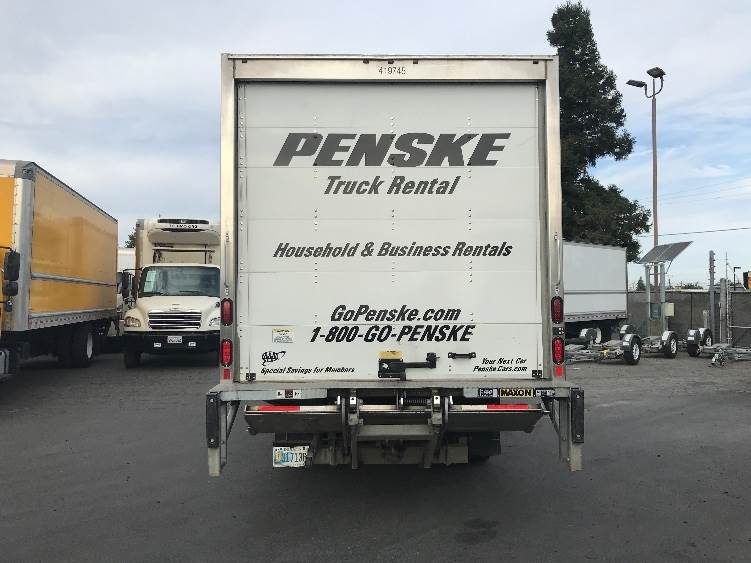 419745
PENSKE
Truck Rental
Household & Business Rentals
GoPenske.com
1-800-GO-PENSKE
AAA
Special Savings for Members
Your Next Car
PenskeCars.com
MAXON